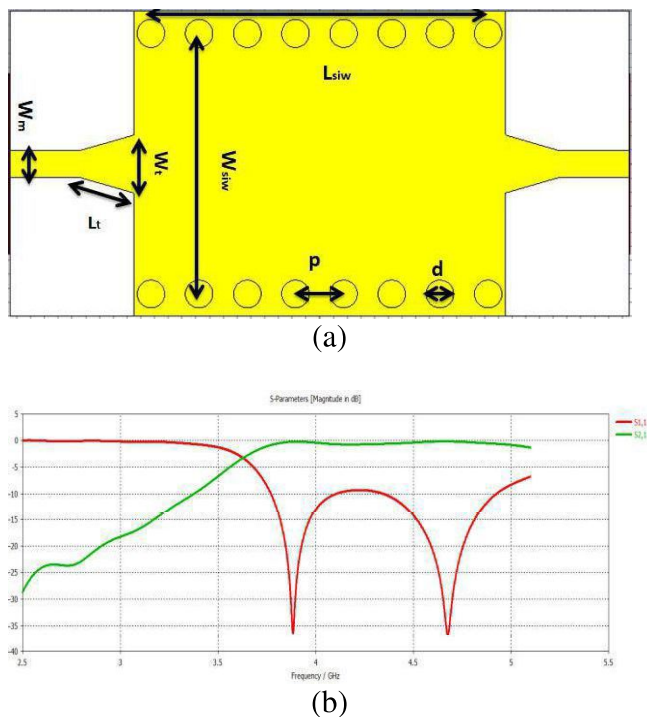 Lsiw
Wm
Wt
Wsiw
Lt
p
d
(a)
S-Parameters [Magnitude in dB]
5
0
-5
-10
-15
-20
-25
-30
-35
-40
S1,1
S2,1
2.5
3
3.5
4
4.5
5
5.5
Frequency / GHz
(b)